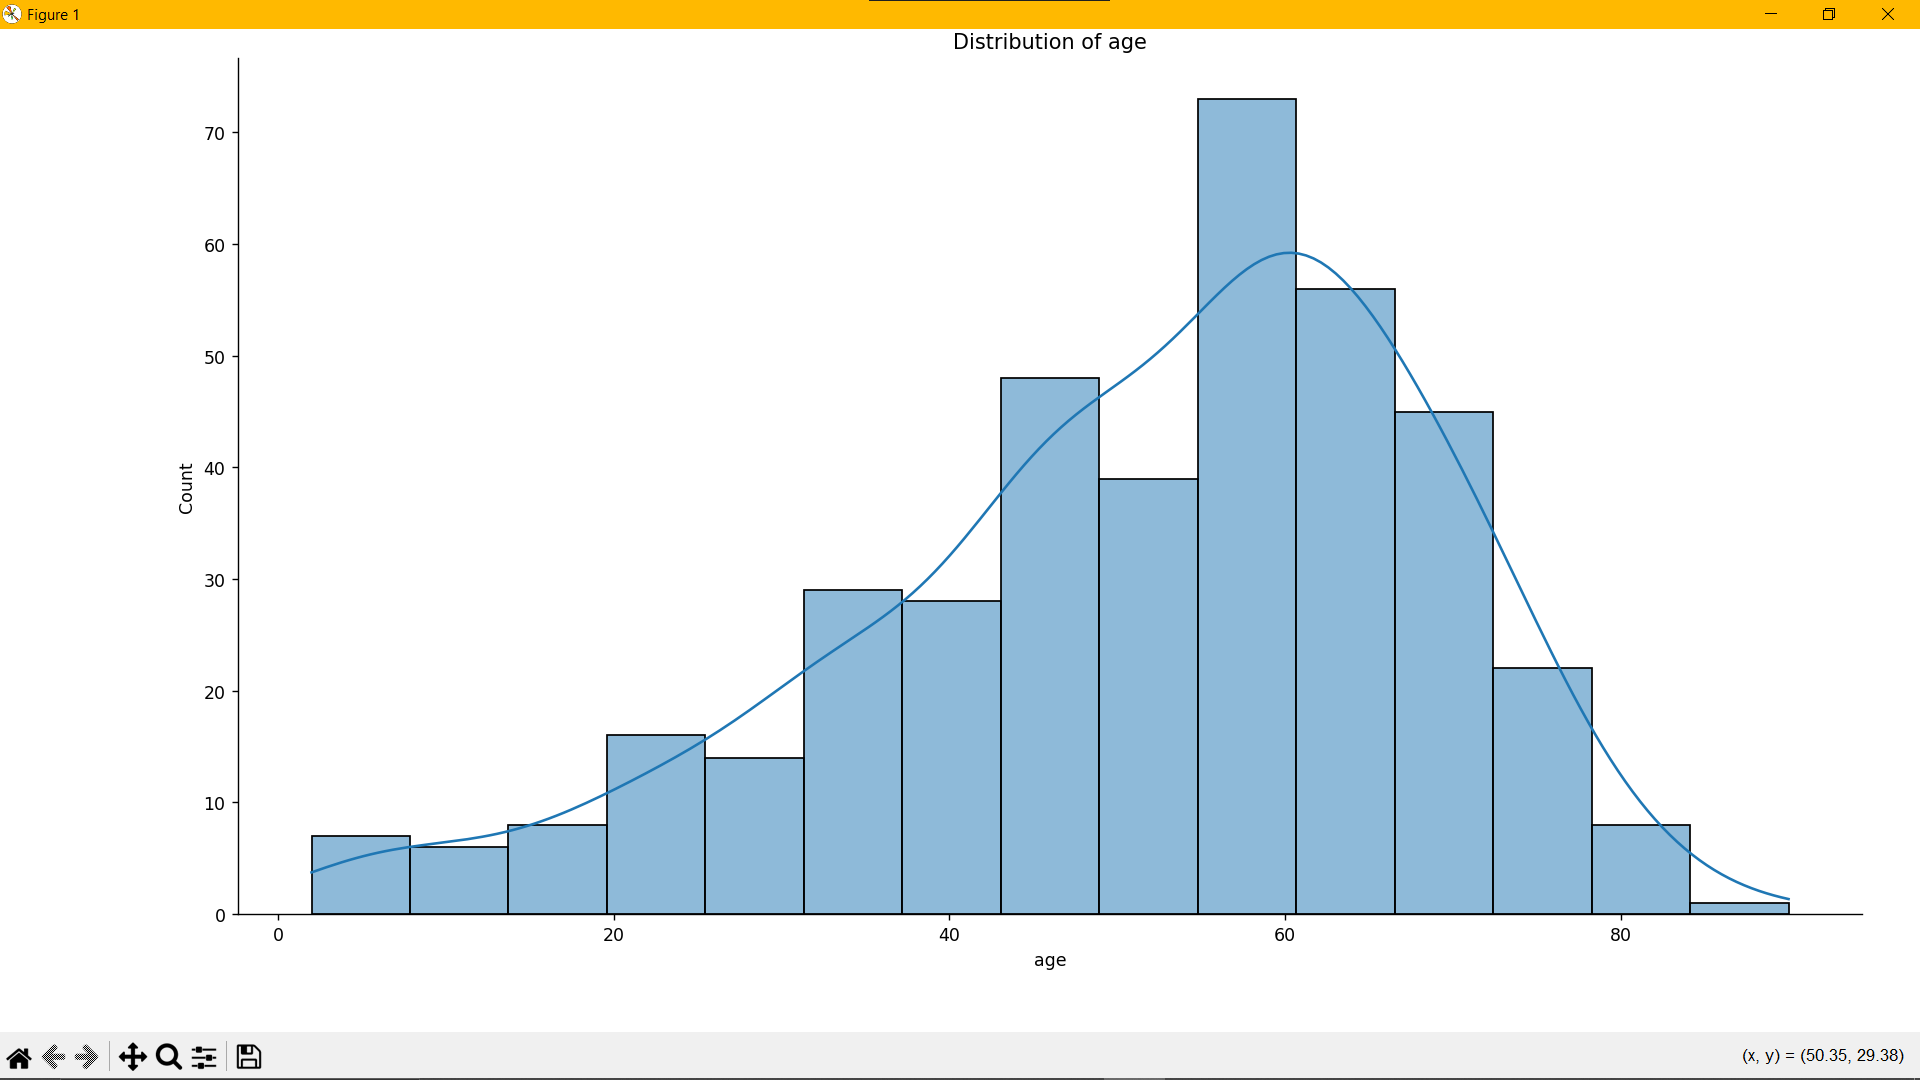 Figure 1
Distribution of age
70
60
50
40
30
20
10
0
Count
0 20 40 60 80
age
(x, y) = (50.35, 29.38)